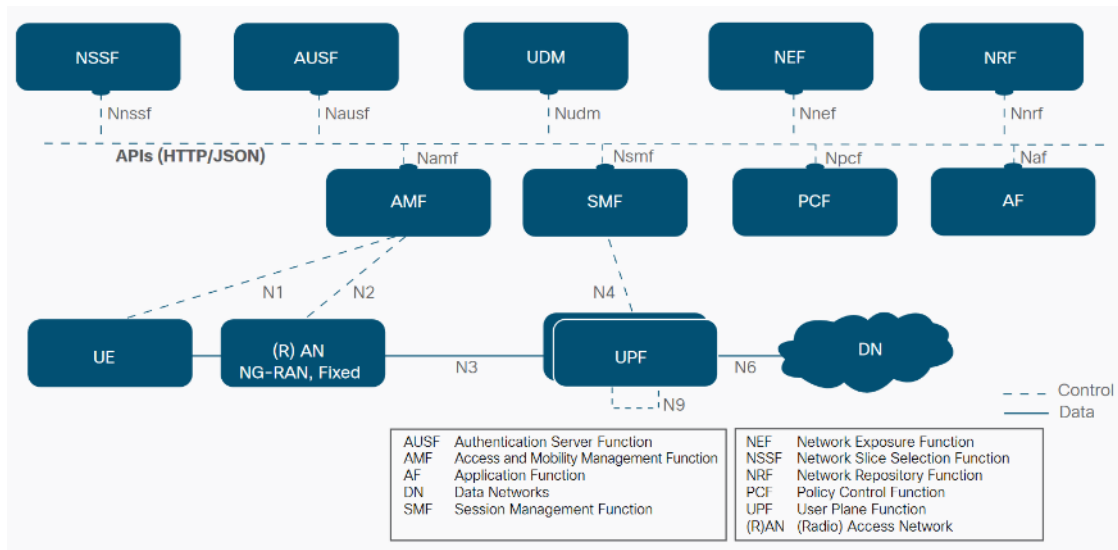 NSSF
AUSF
UDM
NEF
NRF
Nnssf
Nausf
Nudm
Nnef
Nnrf
APIs (HTTP/JSON)
Namf
Nsmf
Npcf
Naf
AMF
SMF
PCF
AF
N1
N2
N4
UE
(R) AN
NG-RAN, Fixed
N3
UPF
N6
DN
N9
Control
Data
AUSF Authentication Server Function
AMF Access and Mobility Management Function
AF Application Function
DN Data Networks
SMF Session Management Function
NEF Network Exposure Function
NSSF Network Slice Selection Function
NRF Network Repository Function
PCF Policy Control Function
UPF User Plane Function
(R)AN (Radio) Access Network